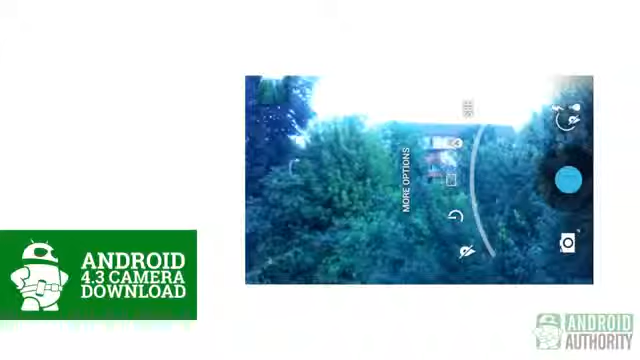 MORE OPTIONS
ANDROID
4.3 CAMERA
DOWNLOAD
ANDROID
AUTHORITY